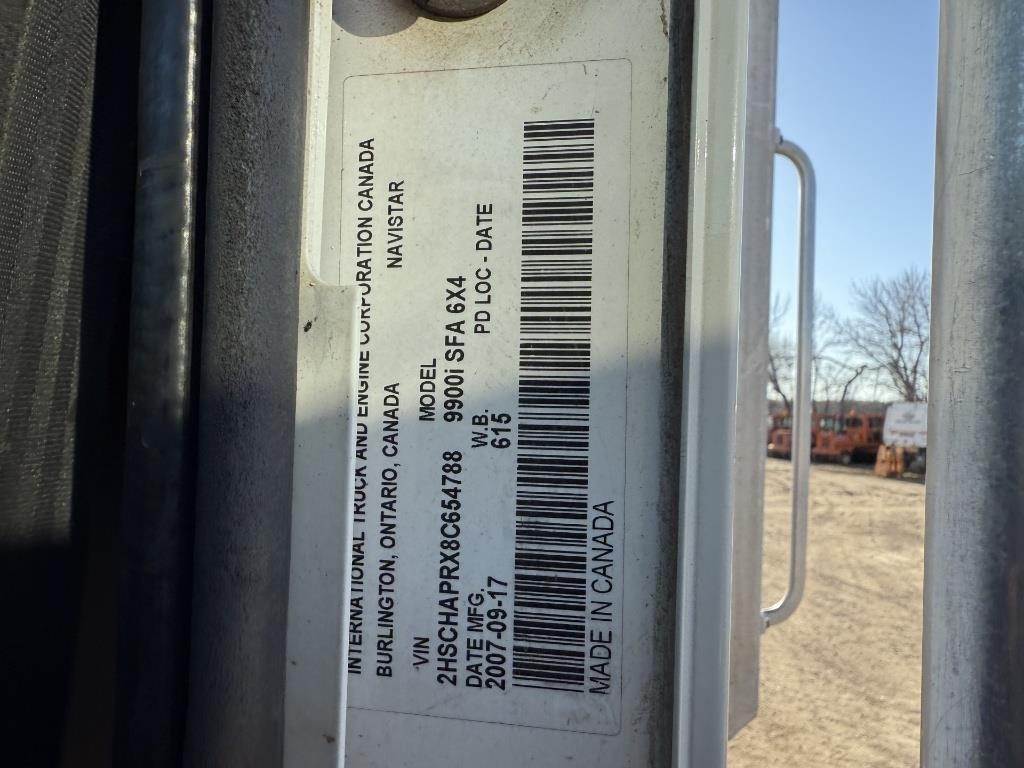 INTERNATIONAL TRUCK AND ENGINE CORPORATION CANADA
BURLINGTON, ONTARIO, CANADA NAVISTAR
VIN MODEL
2HSCHAPRX8C654788 9900i SFA 6X4
DATE MFG. W.B. PD LOC - DATE
2007-09-17 615
MADE IN CANADA